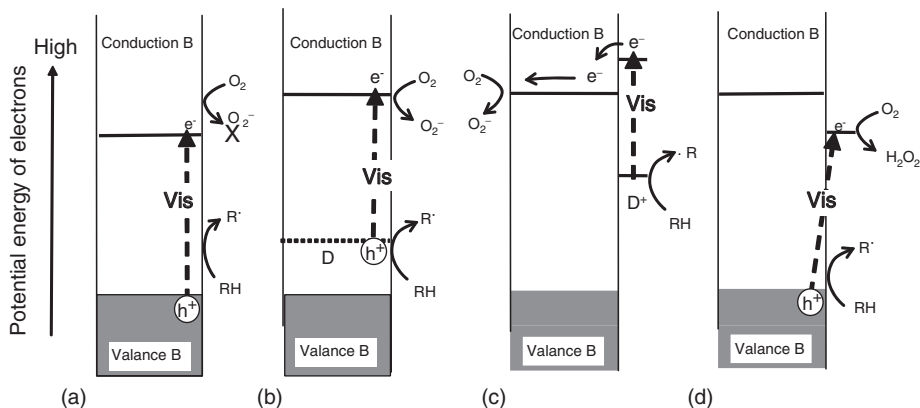 Potential energy of electrons
High
Conduction B
O₂
O₂⁻
X
e⁻
Vis
R˙
RH
h⁺
Valance B
(a)
Conduction B
e⁻
O₂
O₂⁻
Vis
R˙
D
h⁺
RH
Valance B
(b)
Conduction B
e⁻
e⁻
O₂
O₂⁻
Vis
· R
D⁺
RH
Valance B
(c)
Conduction B
O₂
e⁻
H₂O₂
Vis
R˙
h⁺
RH
Valance B
(d)